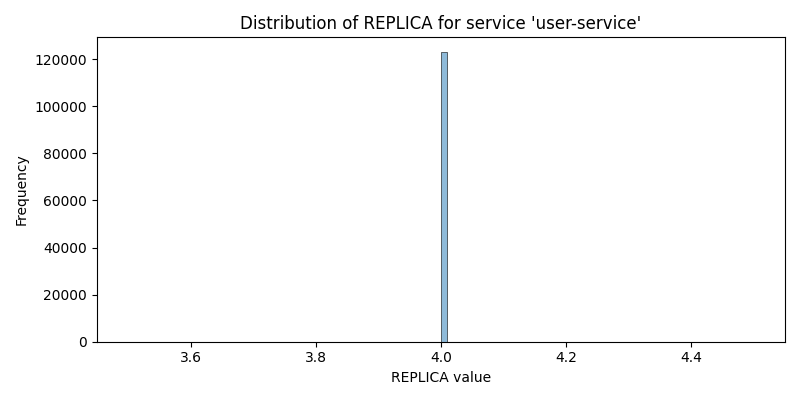 Distribution of REPLICA for service 'user-service'
120000
100000
80000
60000
40000
20000
0
Frequency
3.6 3.8 4.0 4.2 4.4
REPLICA value